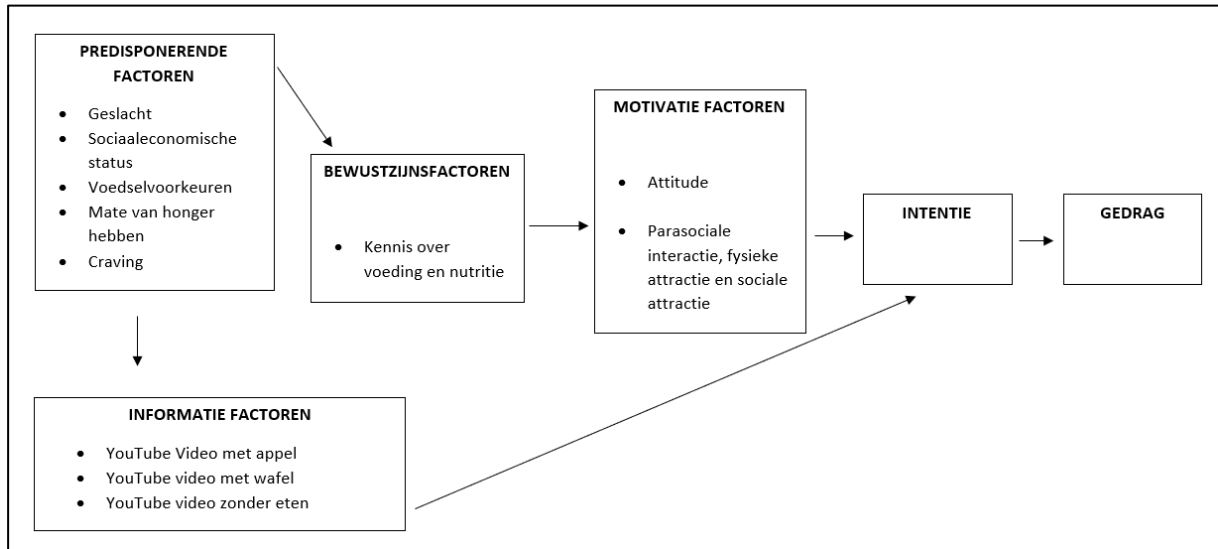 PREDISPONERENDE
FACTOREN
• Geslacht
• Sociaaleconomische
status
• Voedselvoorkeuren
• Mate van honger
hebben
• Craving
BEWUSTZIJNSFACTOREN
• Kennis over
voeding en nutritie
MOTIVATIE FACTOREN
• Attitude
• Parasociale
interactie, fysieke
attractie en sociale
attractie
INTENTIE
GEDRAG
INFORMATIE FACTOREN
• YouTube Video met appel
• YouTube video met wafel
• YouTube video zonder eten